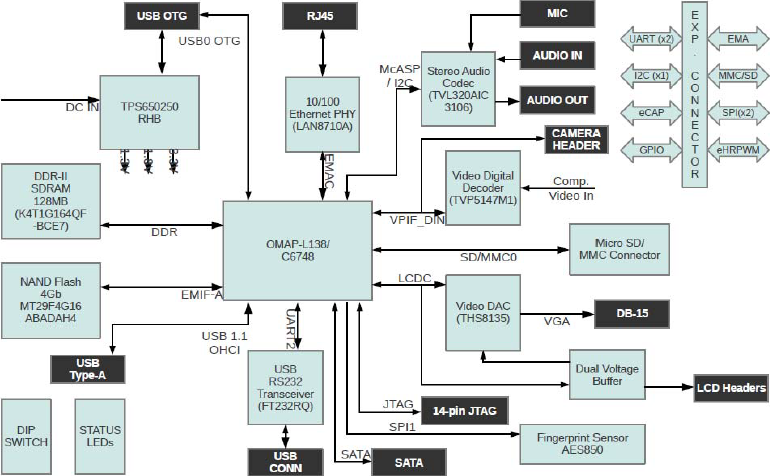 USB OTG
RJ45
MIC
EXP. CONNECTOR
USB0 OTG
UART (x2)
EMA
McASP
/ I2C
AUDIO IN
Stereo Audio
Codec
(TVL320AIC
3106)
I2C (x1)
MMC/SD
DC IN
TPS650250
RHB
10/100
Ethernet PHY
(LAN8710A)
AUDIO OUT
eCAP
SPI(x2)
CAMERA
HEADER
GPIO
eHRPWM
DDR-II
SDRAM
128MB
(K4T1G164QF
-BCE7)
EMAC
Video Digital
Decoder
(TVP5147M1)
Comp.
Video In
DDR
VPIF_DIN
OMAP-L138/
C6748
SD/MMC0
Micro SD/
MMC Connector
NAND Flash
4Gb
MT29F4G16
ABADAH4
EMIF-A
LCDC
Video DAC
(THS8135)
VGA
DB-15
USB 1.1
OHCI
UART2
USB
Type-A
USB
RS232
Transceiver
(FT232RQ)
Dual Voltage
Buffer
LCD Headers
JTAG
14-pin JTAG
DIP
SWITCH
STATUS
LEDs
SPI1
Fingerprint Sensor
AES850
USB
CONN
SATA
SATA